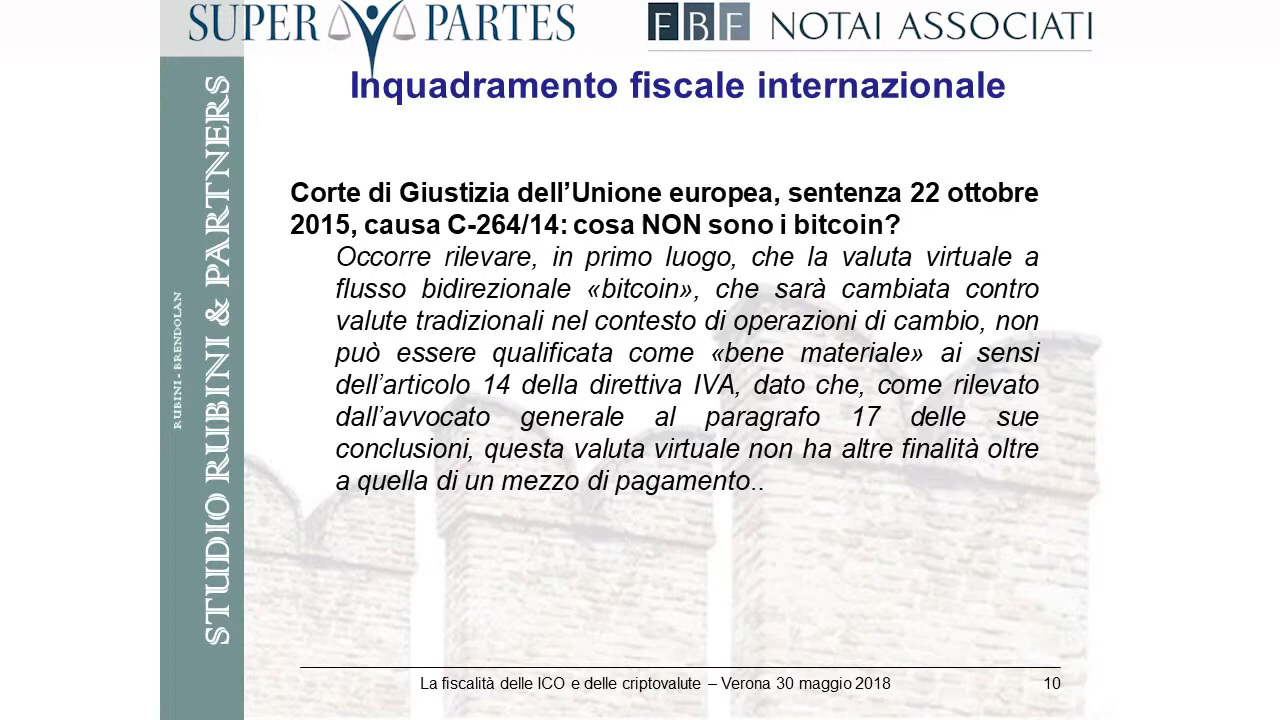 SUPER PARTES
FBF NOTAI ASSOCIATI
Inquadramento fiscale internazionale
RUBINI - BRENDOLAN
STUDIO RUBINI & PARTNERS
Corte di Giustizia dell’Unione europea, sentenza 22 ottobre
2015, causa C-264/14: cosa NON sono i bitcoin?
Occorre rilevare, in primo luogo, che la valuta virtuale a
flusso bidirezionale «bitcoin», che sarà cambiata contro
valute tradizionali nel contesto di operazioni di cambio, non
può essere qualificata come «bene materiale» ai sensi
dell’articolo 14 della direttiva IVA, dato che, come rilevato
dall’avvocato generale al paragrafo 17 delle sue
conclusioni, questa valuta virtuale non ha altre finalità oltre
a quella di un mezzo di pagamento..
La fiscalità delle ICO e delle criptovalute – Verona 30 maggio 2018
10